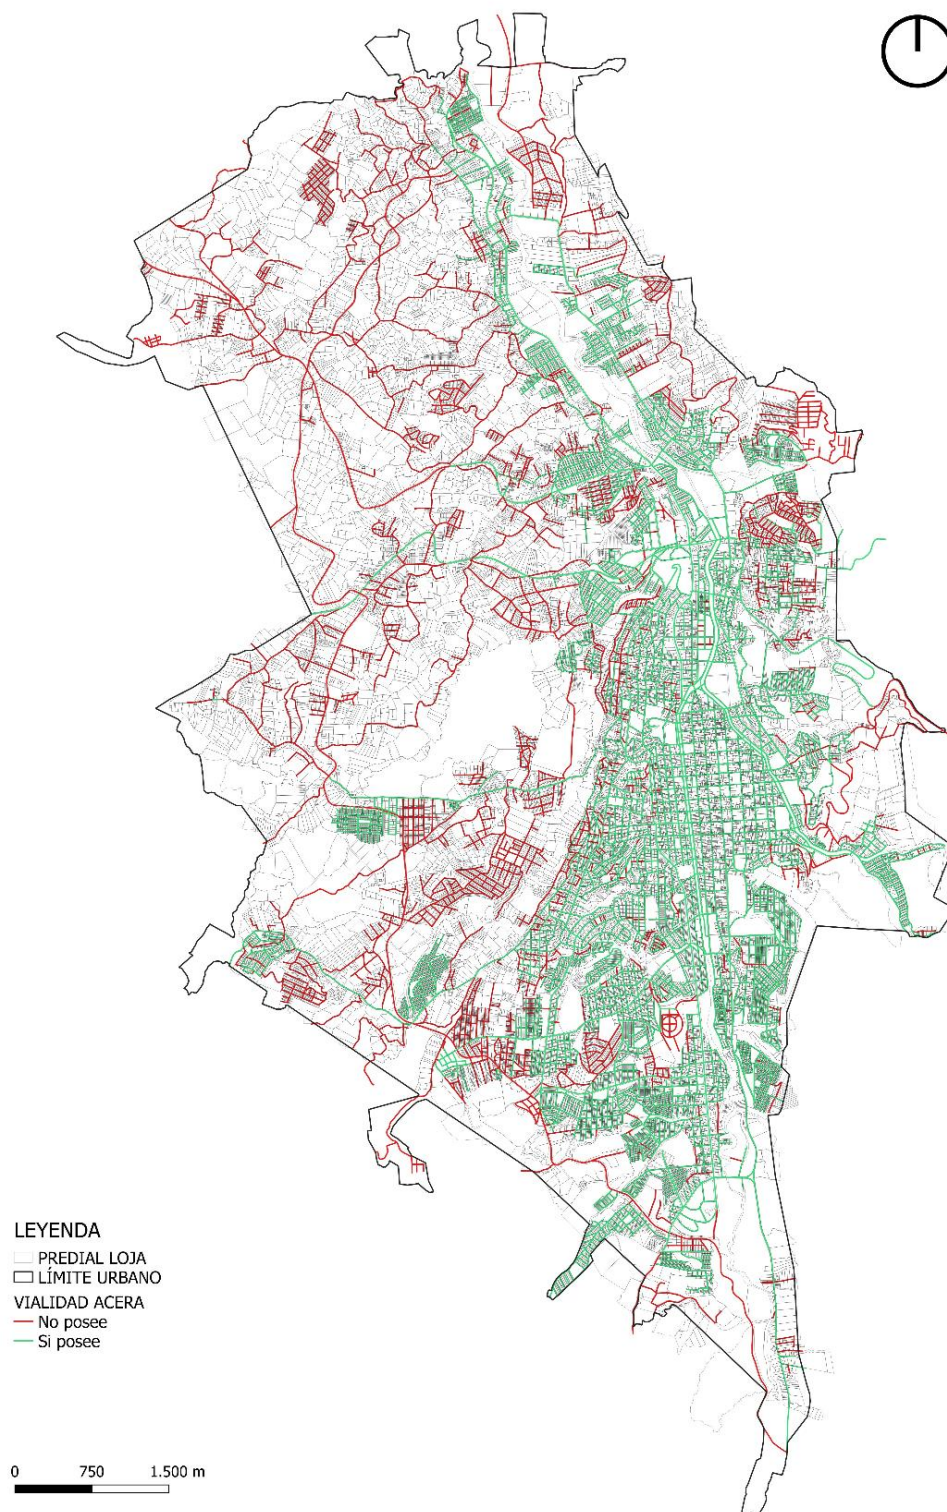 LEYENDA
PREDIAL LOJA
LÍMITE URBANO
VIALIDAD ACERA
No posee
Si posee
0 750 1.500 m